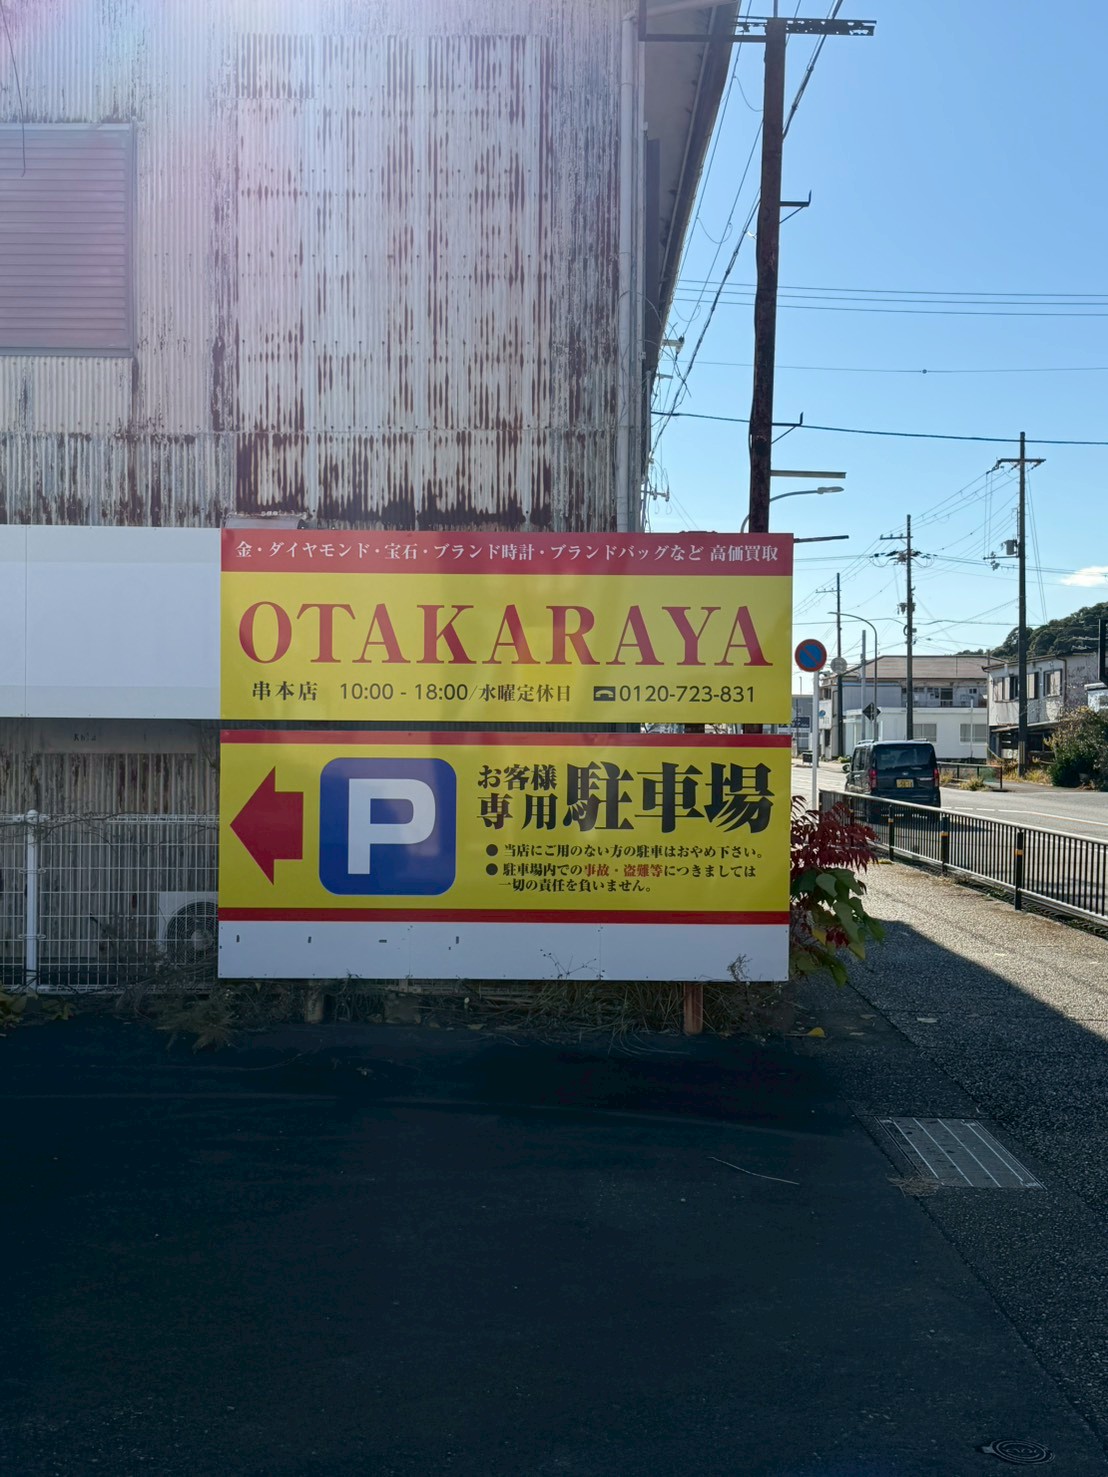 金・ダイヤモンド・宝石・ブランド時計・ブランドバッグなど 高価買取
OTAKARAYA
串本店 10:00 - 18:00/水曜定休日 0120-723-831
P
お客様
専用
駐車場
● 当店にご用のない方の駐車はおやめ下さい。
● 駐車場内での事故・盗難等につきましては
一切の責任を負いません。